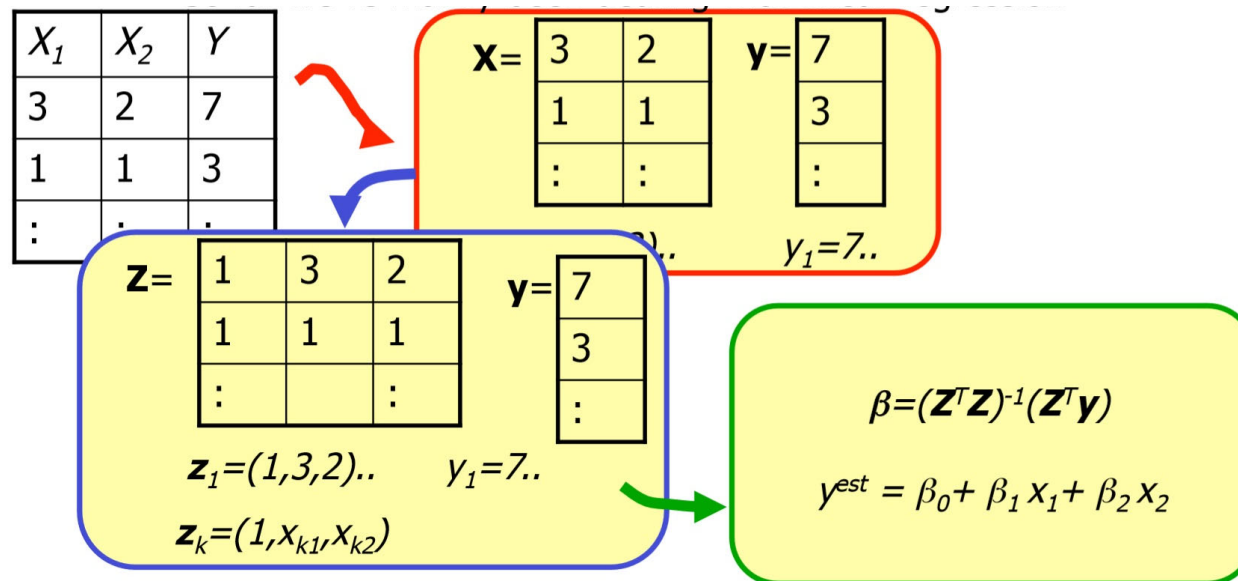 X₁ X₂ Y
3 2 7
1 1 3
: : :
X=
3 2
1 1
: :
y=
7
3
:
y₁=7..
Z=
1 3 2
1 1 1
: :
y=
7
3
:
z₁=(1,3,2).. y₁=7..
zₖ=(1,xₖ₁,xₖ₂)
β=(ZᵀZ)⁻¹(Zᵀy)
yᵉˢᵗ = β₀+ β₁ x₁+ β₂ x₂